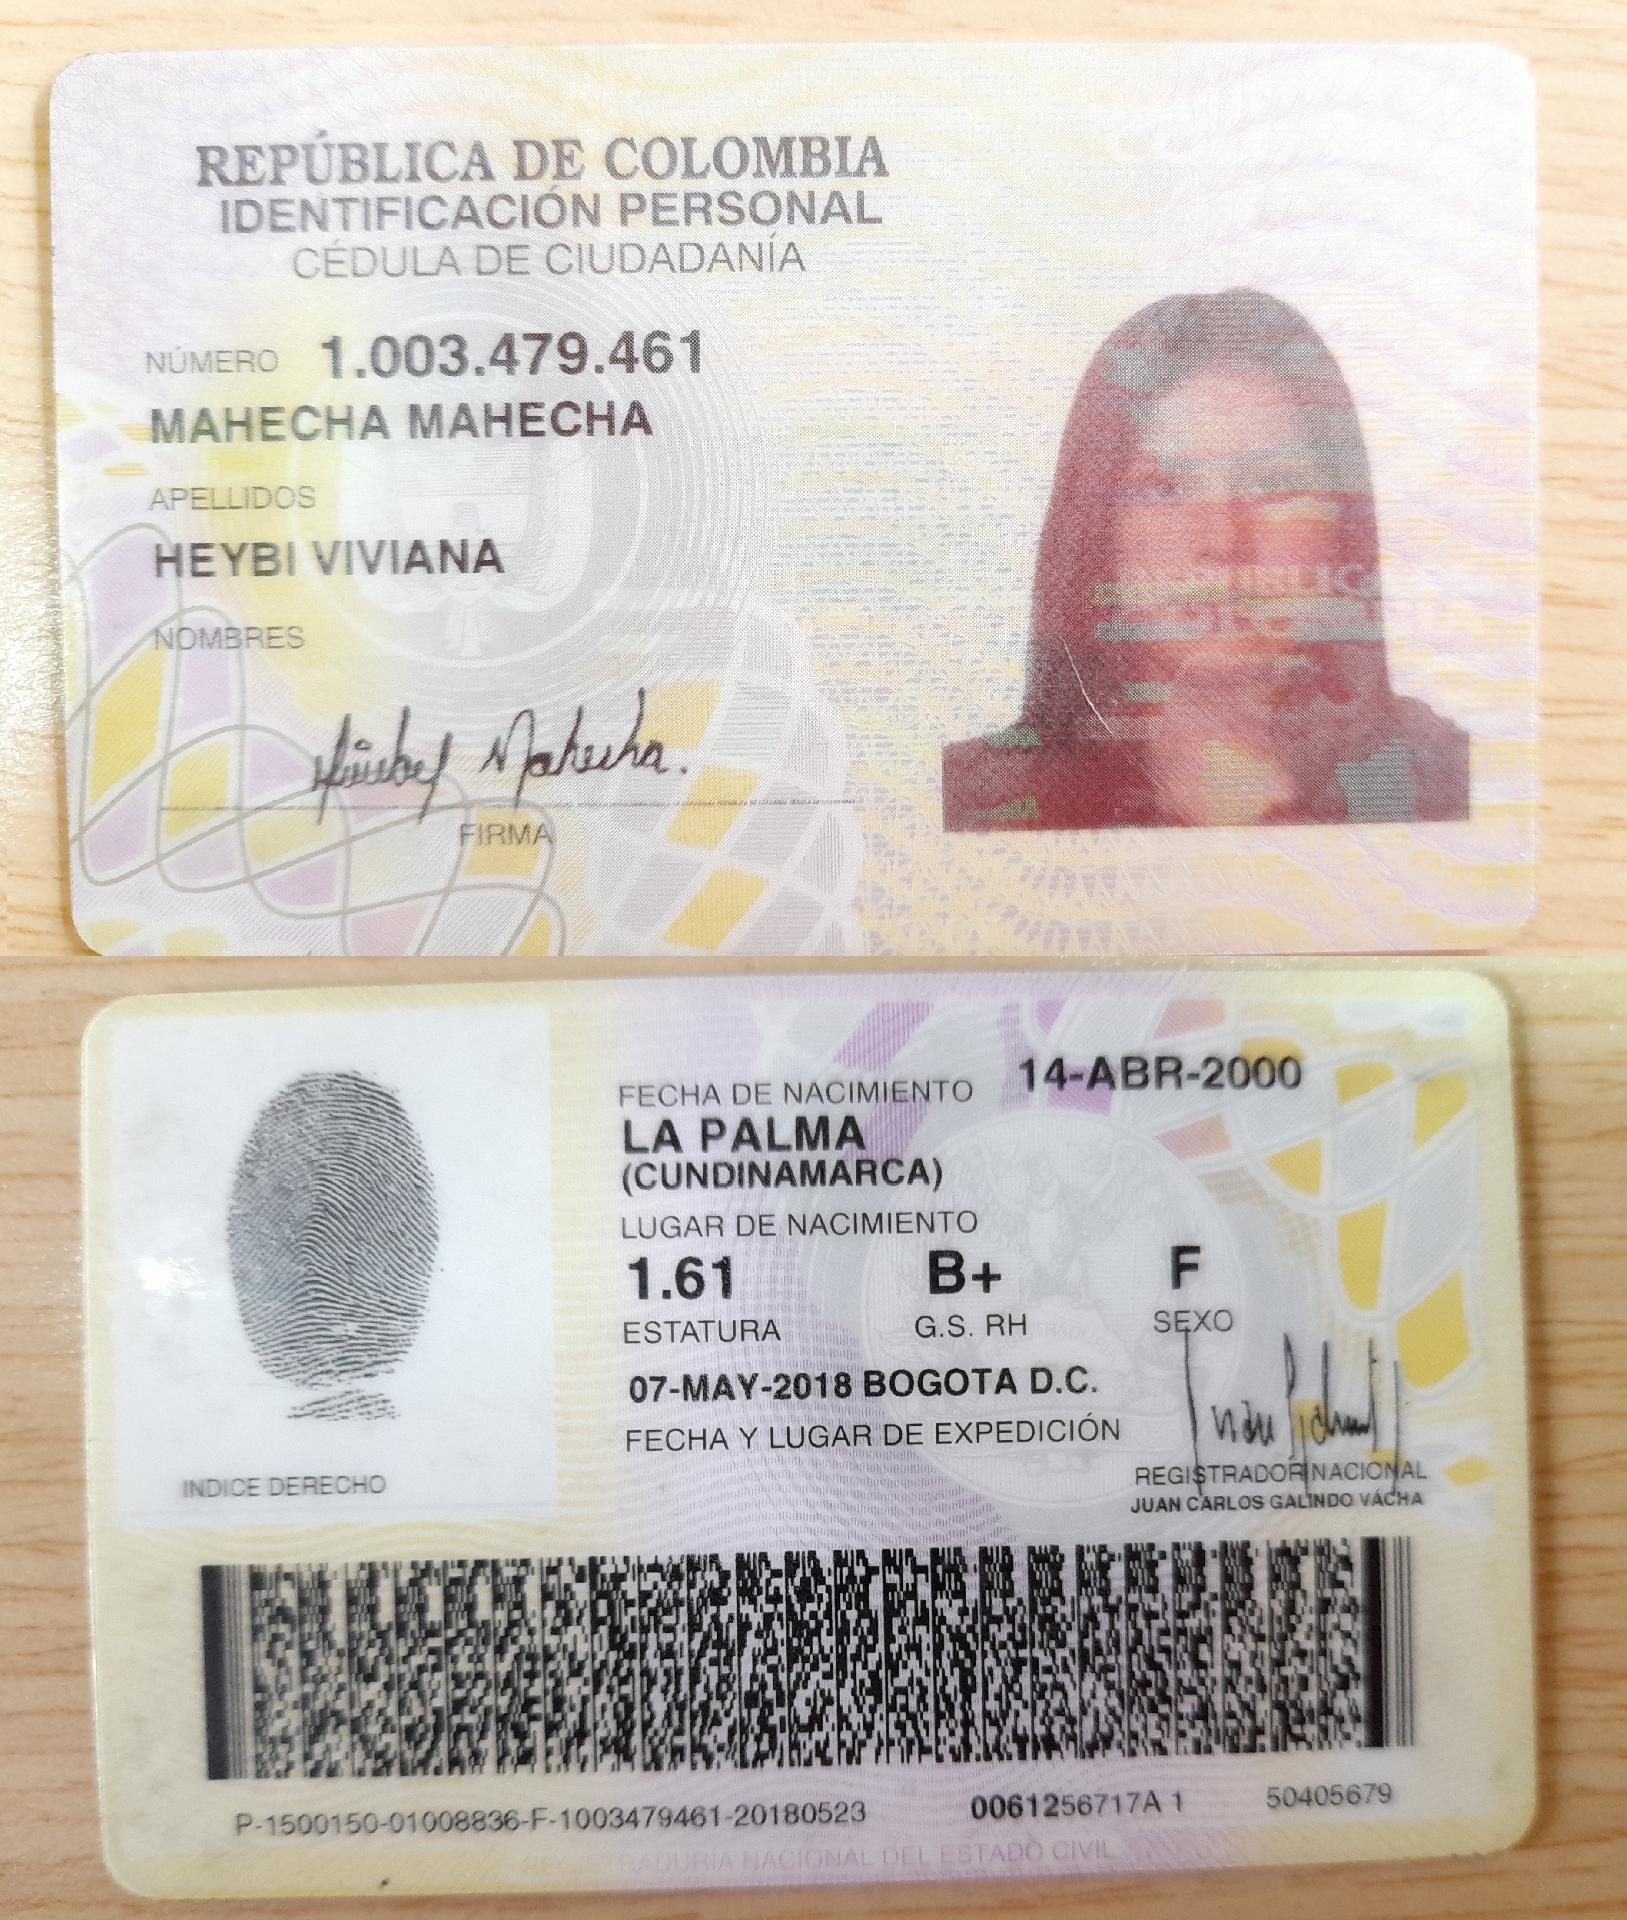 REPÚBLICA DE COLOMBIA
IDENTIFICACIÓN PERSONAL
CÉDULA DE CIUDADANÍA
NÚMERO 1.003.479.461
MAHECHA MAHECHA
APELLIDOS
HEYBI VIVIANA
NOMBRES
Mahecha.
FIRMA
FECHA DE NACIMIENTO 14-ABR-2000
LA PALMA
(CUNDINAMARCA)
LUGAR DE NACIMIENTO
1.61 B+ F
ESTATURA G.S. RH SEXO
07-MAY-2018 BOGOTA D.C.
FECHA Y LUGAR DE EXPEDICIÓN
INDICE DERECHO
REGISTRADOR NACIONAL
JUAN CARLOS GALINDO VÁCHA
P-1500150-01008836-F-1003479461-20180523 0061256717A 1 50405679
REGISTRADURÍA NACIONAL DEL ESTADO CIVIL